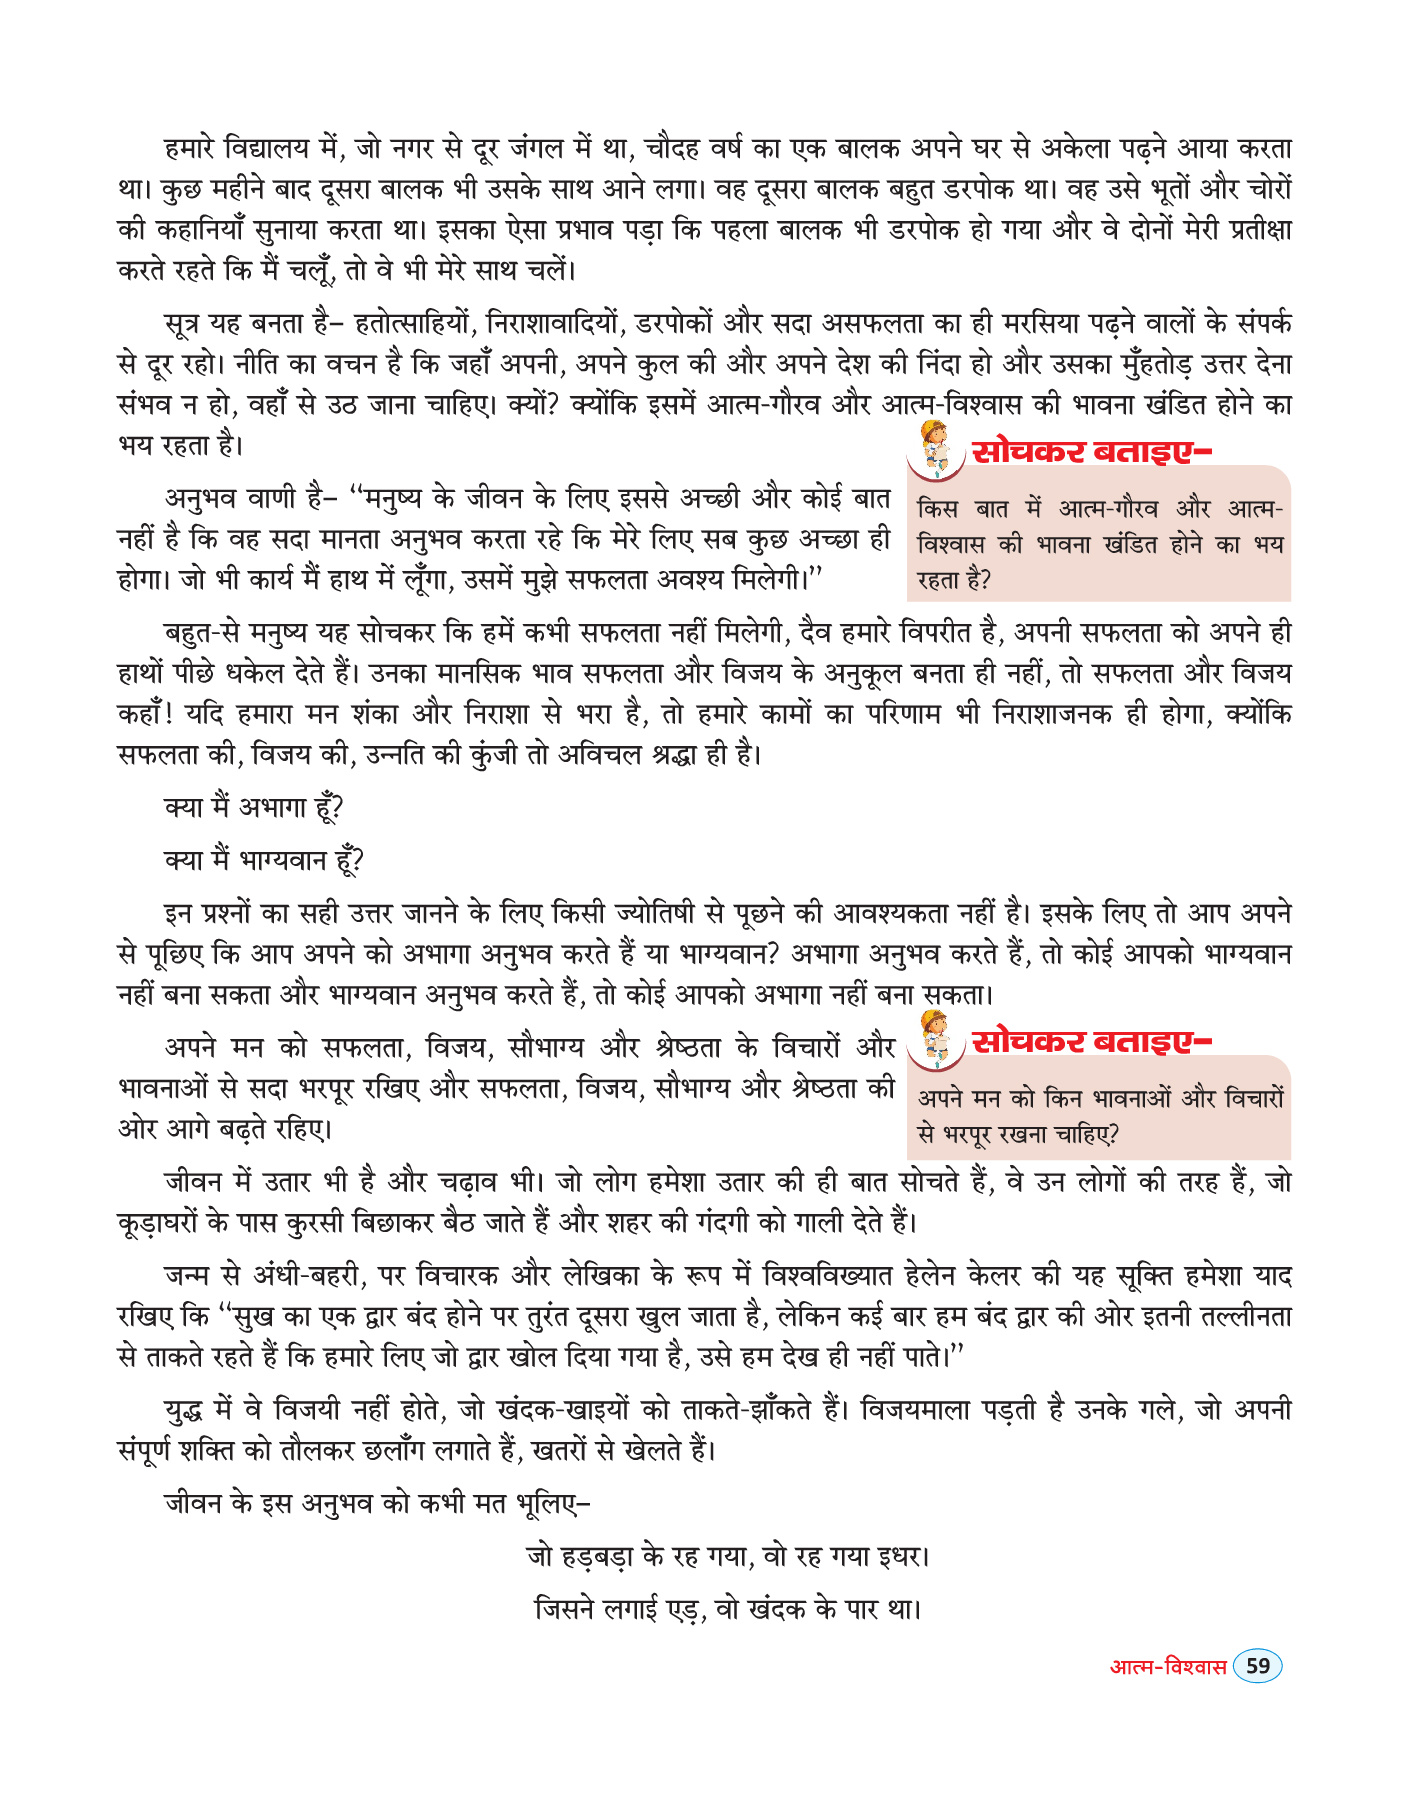 हमारे विद्यालय में, जो नगर से दूर जंगल में था, चौदह वर्ष का एक बालक अपने घर से अकेला पढ़ने आया करता
था। कुछ महीने बाद दूसरा बालक भी उसके साथ आने लगा। वह दूसरा बालक बहुत डरपोक था। वह उसे भूतों और चोरों
की कहानियाँ सुनाया करता था। इसका ऐसा प्रभाव पड़ा कि पहला बालक भी डरपोक हो गया और वे दोनों मेरी प्रतीक्षा
करते रहते कि मैं चलूँ, तो वे भी मेरे साथ चलें।
सूत्र यह बनता है– हतोत्साहियों, निराशावादियों, डरपोकों और सदा असफलता का ही मरसिया पढ़ने वालों के संपर्क
से दूर रहो। नीति का वचन है कि जहाँ अपनी, अपने कुल की और अपने देश की निंदा हो और उसका मुँहतोड़ उत्तर देना
संभव न हो, वहाँ से उठ जाना चाहिए। क्यों? क्योंकि इसमें आत्म-गौरव और आत्म-विश्वास की भावना खंडित होने का
भय रहता है।
सोचकर बताइए–
किस बात में आत्म-गौरव और आत्म-
विश्वास की भावना खंडित होने का भय
रहता है?
अनुभव वाणी है– “मनुष्य के जीवन के लिए इससे अच्छी और कोई बात
नहीं है कि वह सदा मानता अनुभव करता रहे कि मेरे लिए सब कुछ अच्छा ही
होगा। जो भी कार्य मैं हाथ में लूँगा, उसमें मुझे सफलता अवश्य मिलेगी।”
बहुत-से मनुष्य यह सोचकर कि हमें कभी सफलता नहीं मिलेगी, दैव हमारे विपरीत है, अपनी सफलता को अपने ही
हाथों पीछे धकेल देते हैं। उनका मानसिक भाव सफलता और विजय के अनुकूल बनता ही नहीं, तो सफलता और विजय
कहाँ! यदि हमारा मन शंका और निराशा से भरा है, तो हमारे कामों का परिणाम भी निराशाजनक ही होगा, क्योंकि
सफलता की, विजय की, उन्नति की कुंजी तो अविचल श्रद्धा ही है।
क्या मैं अभागा हूँ?
क्या मैं भाग्यवान हूँ?
इन प्रश्नों का सही उत्तर जानने के लिए किसी ज्योतिषी से पूछने की आवश्यकता नहीं है। इसके लिए तो आप अपने
से पूछिए कि आप अपने को अभागा अनुभव करते हैं या भाग्यवान? अभागा अनुभव करते हैं, तो कोई आपको भाग्यवान
नहीं बना सकता और भाग्यवान अनुभव करते हैं, तो कोई आपको अभागा नहीं बना सकता।
अपने मन को सफलता, विजय, सौभाग्य और श्रेष्ठता के विचारों और
भावनाओं से सदा भरपूर रखिए और सफलता, विजय, सौभाग्य और श्रेष्ठता की
ओर आगे बढ़ते रहिए।
सोचकर बताइए–
अपने मन को किन भावनाओं और विचारों
से भरपूर रखना चाहिए?
जीवन में उतार भी है और चढ़ाव भी। जो लोग हमेशा उतार की ही बात सोचते हैं, वे उन लोगों की तरह हैं, जो
कूड़ाघरों के पास कुरसी बिछाकर बैठ जाते हैं और शहर की गंदगी को गाली देते हैं।
जन्म से अंधी-बहरी, पर विचारक और लेखिका के रूप में विश्वविख्यात हेलेन केलर की यह सूक्ति हमेशा याद
रखिए कि “सुख का एक द्वार बंद होने पर तुरंत दूसरा खुल जाता है, लेकिन कई बार हम बंद द्वार की ओर इतनी तल्लीनता
से ताकते रहते हैं कि हमारे लिए जो द्वार खोल दिया गया है, उसे हम देख ही नहीं पाते।”
युद्ध में वे विजयी नहीं होते, जो खंदक-खाइयों को ताकते-झाँकते हैं। विजयमाला पड़ती है उनके गले, जो अपनी
संपूर्ण शक्ति को तौलकर छलाँग लगाते हैं, खतरों से खेलते हैं।
जीवन के इस अनुभव को कभी मत भूलिए–
जो हड़बड़ा के रह गया, वो रह गया इधर।
जिसने लगाई एड़, वो खंदक के पार था।
आत्म-विश्वास 59